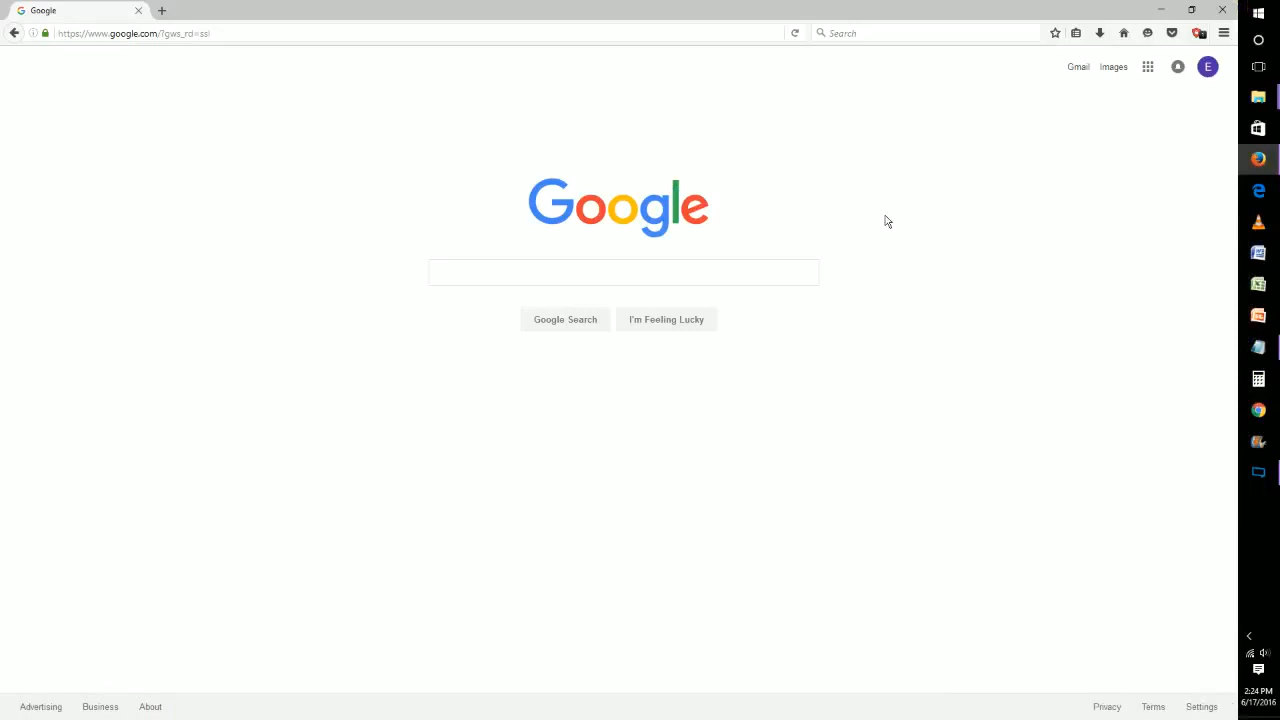 Google
https://www.google.com/?gws_rd=ssl
Search
Gmail
Images
E
Google
Google Search
I'm Feeling Lucky
Advertising
Business
About
Privacy
Terms
Settings
2:24 PM
6/17/2016